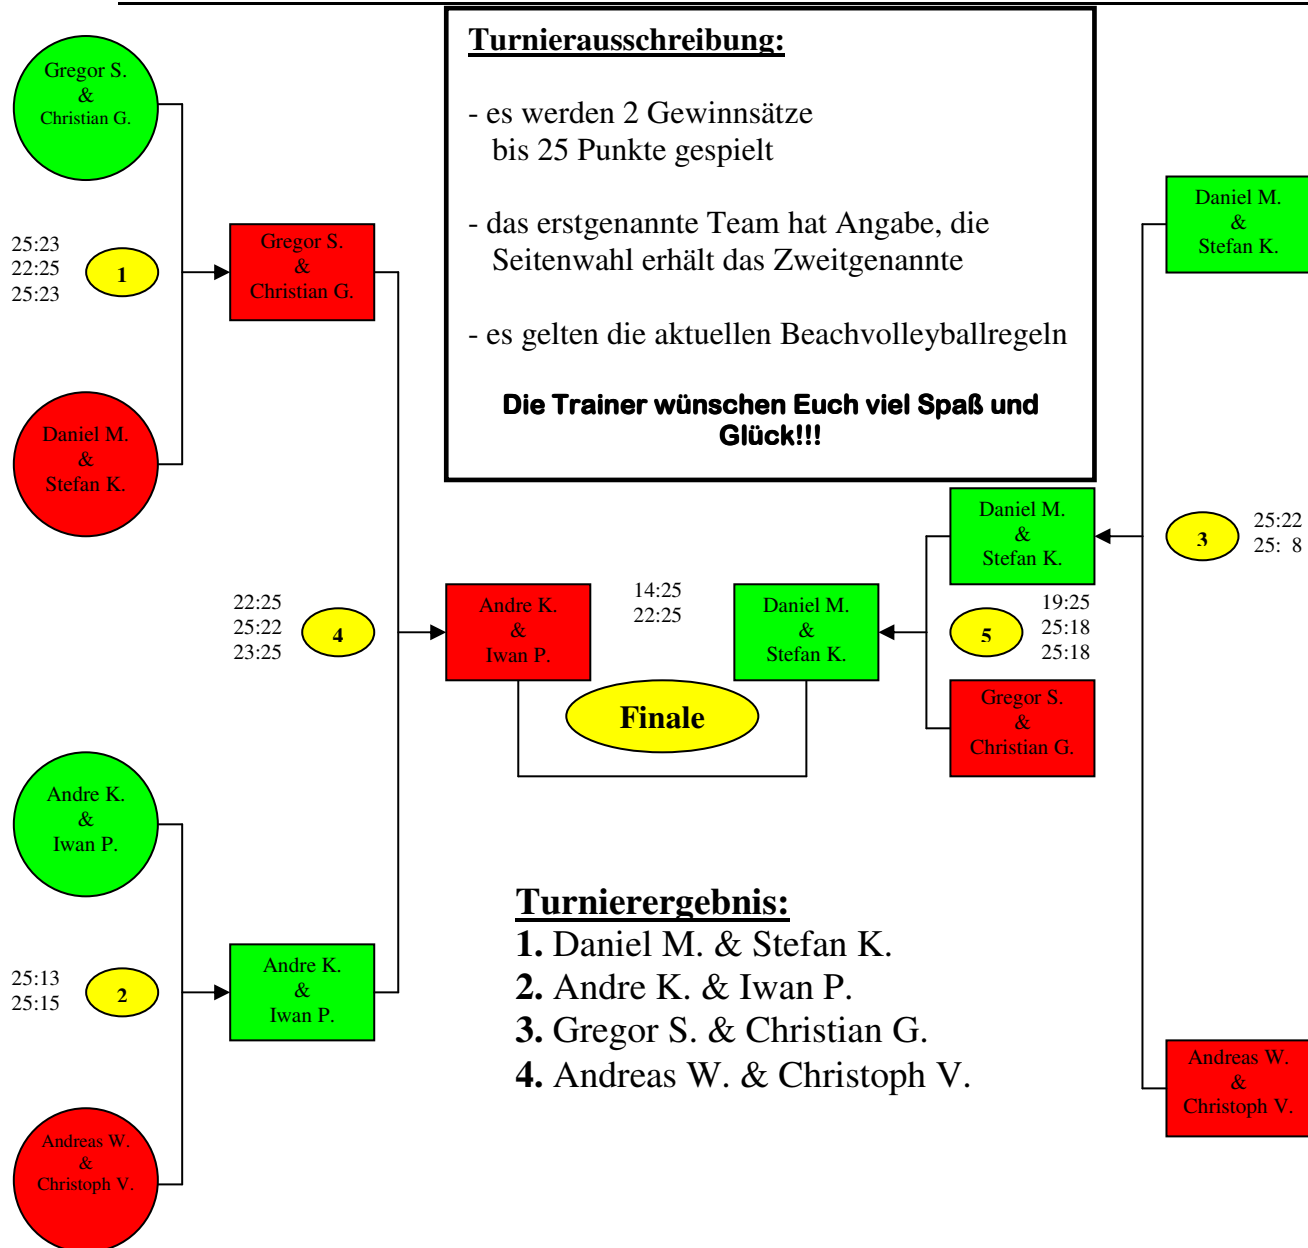 Turnierausschreibung:
- es werden 2 Gewinnsätze
bis 25 Punkte gespielt
- das erstgenannte Team hat Angabe, die
Seitenwahl erhält das Zweitgenannte
- es gelten die aktuellen Beachvolleyballregeln
Die Trainer wünschen Euch viel Spaß und
Glück!!!
Gregor S.
&
Christian G.
25:23
22:25
25:23
1
Daniel M.
&
Stefan K.
Gregor S.
&
Christian G.
22:25
25:22
23:25
4
Andre K.
&
Iwan P.
25:13
25:15
2
Andreas W.
&
Christoph V.
Andre K.
&
Iwan P.
Andre K.
&
Iwan P.
14:25
22:25
Finale
Daniel M.
&
Stefan K.
Daniel M.
&
Stefan K.
5
19:25
25:18
25:18
Gregor S.
&
Christian G.
Daniel M.
&
Stefan K.
3
25:22
25: 8
Andreas W.
&
Christoph V.
Turnierergebnis:
1. Daniel M. & Stefan K.
2. Andre K. & Iwan P.
3. Gregor S. & Christian G.
4. Andreas W. & Christoph V.